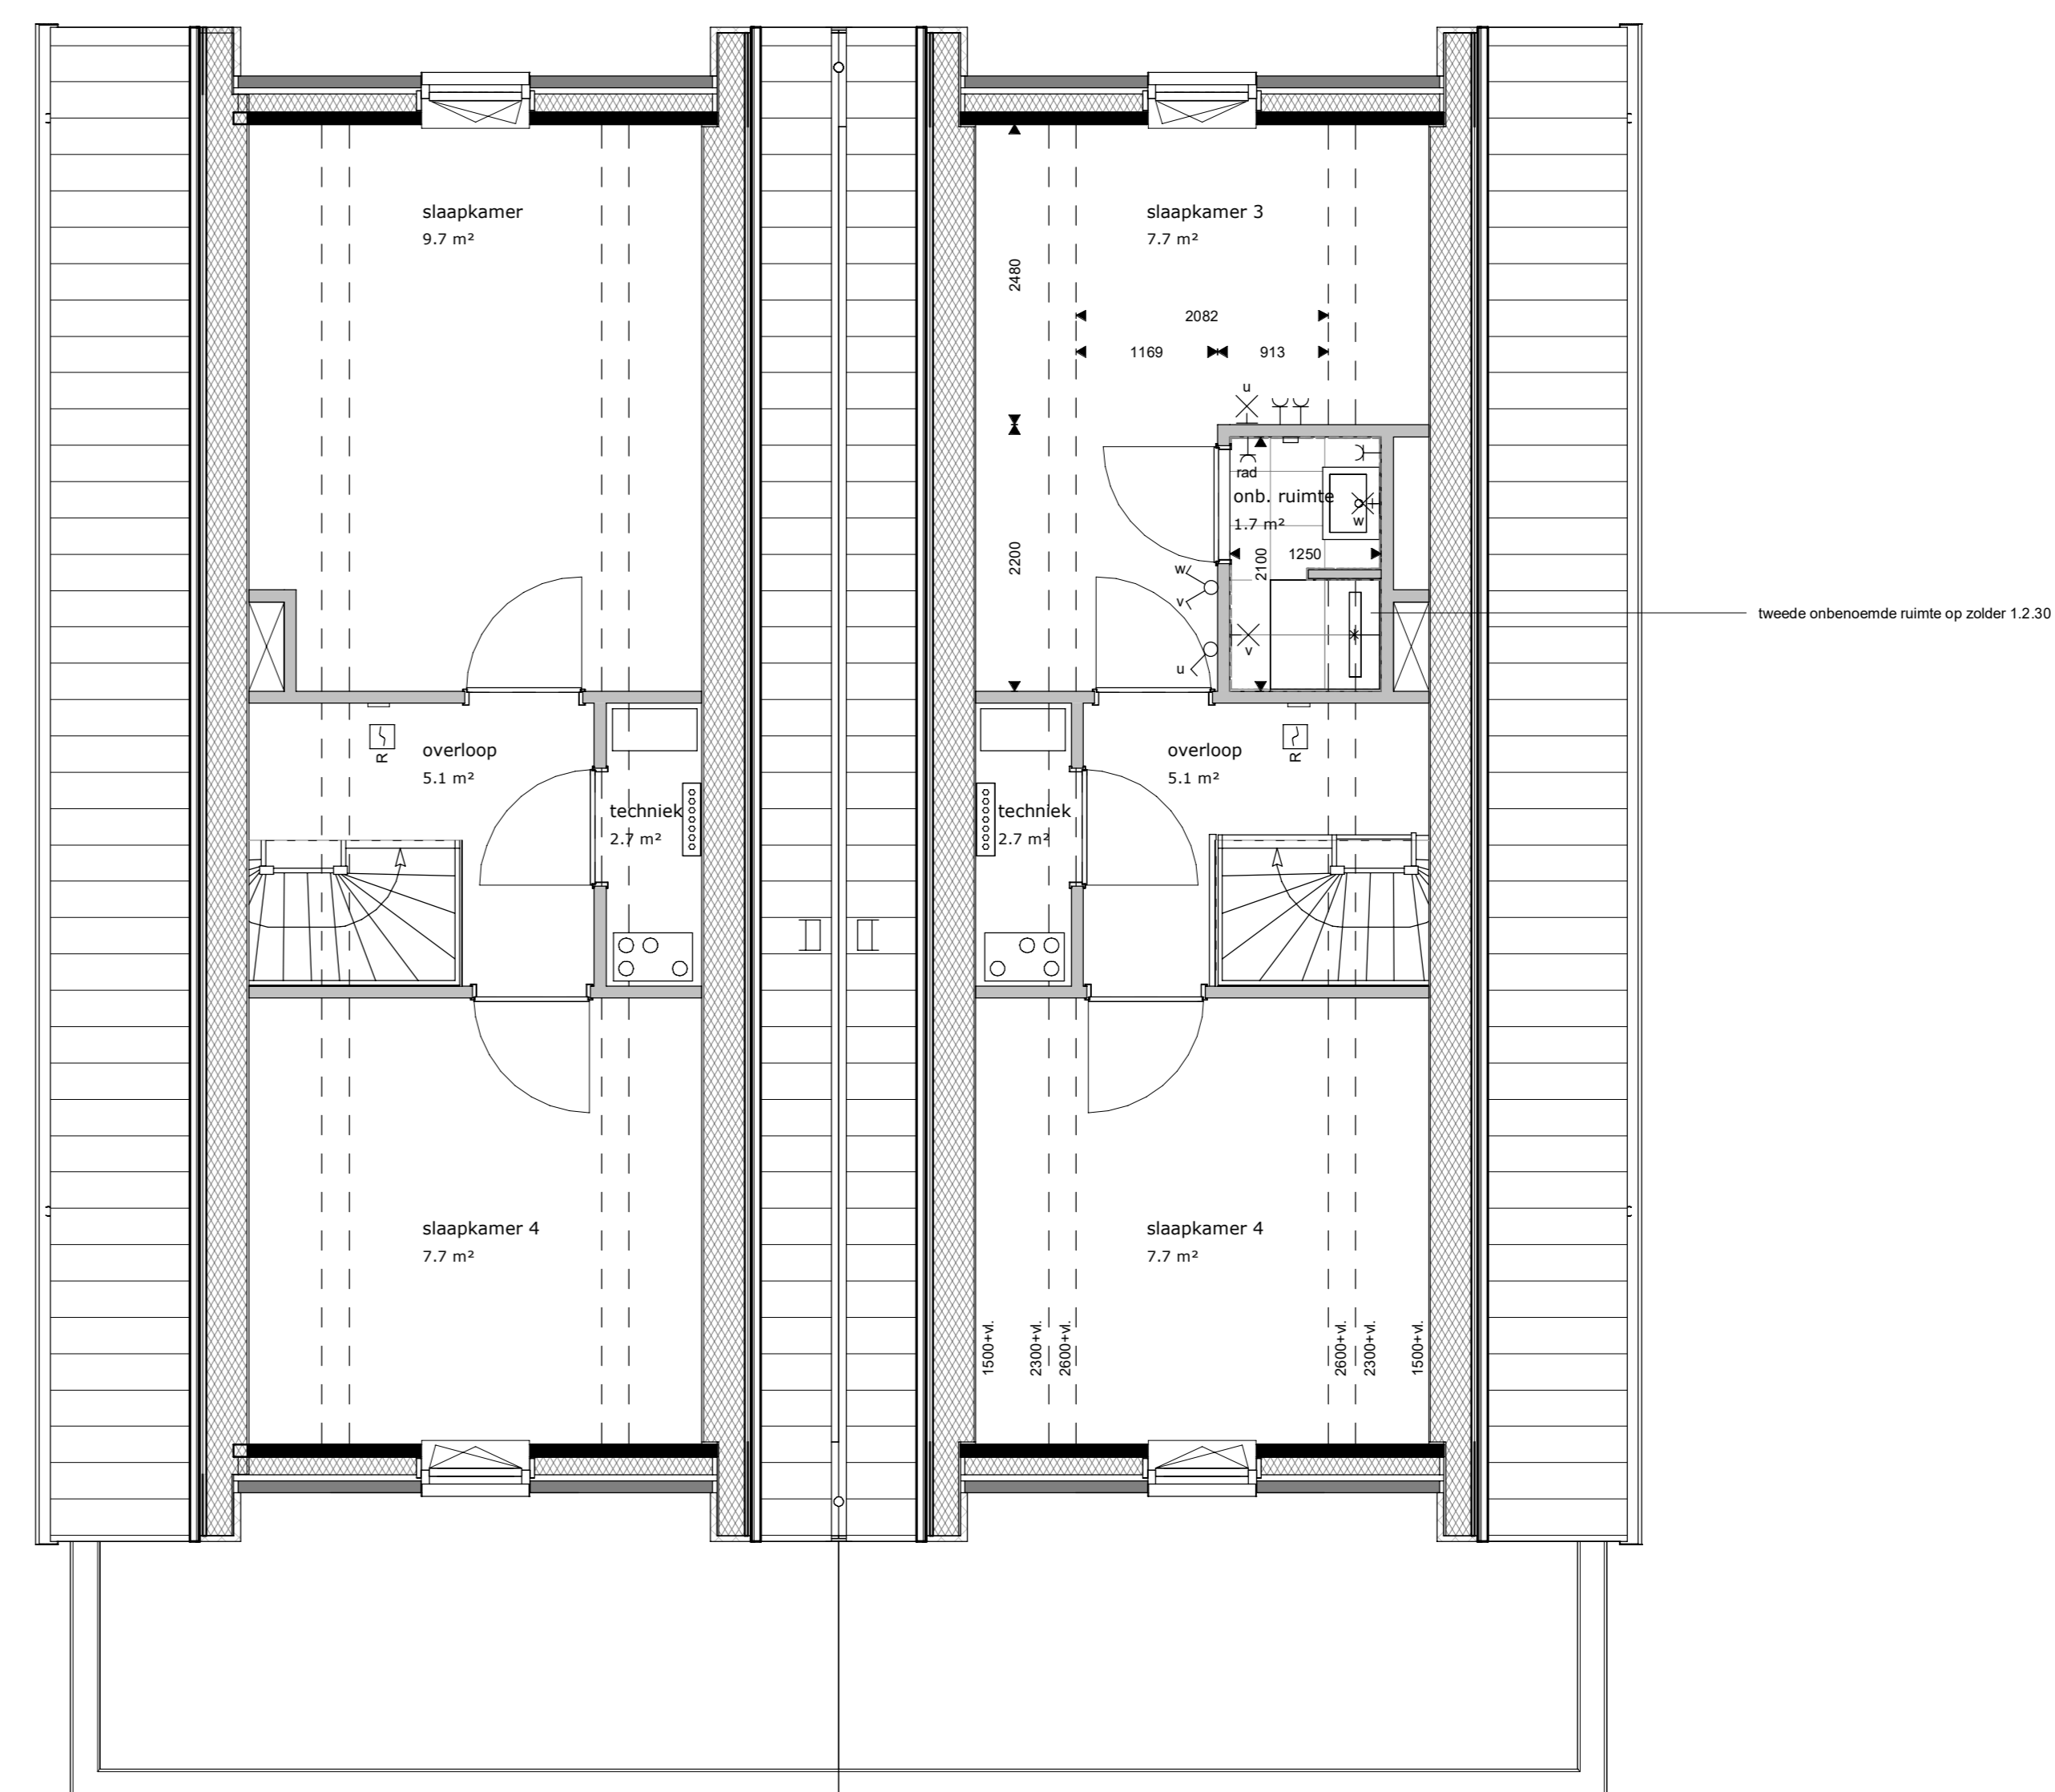 slaapkamer
9.7 m²
slaapkamer 3
7.7 m²
2480
2082
1169
913
u
rad
onb. ruimte
1.7 m²
w
2200
2100
1250
w
v
u
v
tweede onbenoemde ruimte op zolder 1.2.30
R
overloop
5.1 m²
techniek
2.7 m²
techniek
2.7 m²
overloop
5.1 m²
R
slaapkamer 4
7.7 m²
slaapkamer 4
7.7 m²
1500+vl.
2300+vl.
2600+vl.
2600+vl.
2300+vl.
1500+vl.